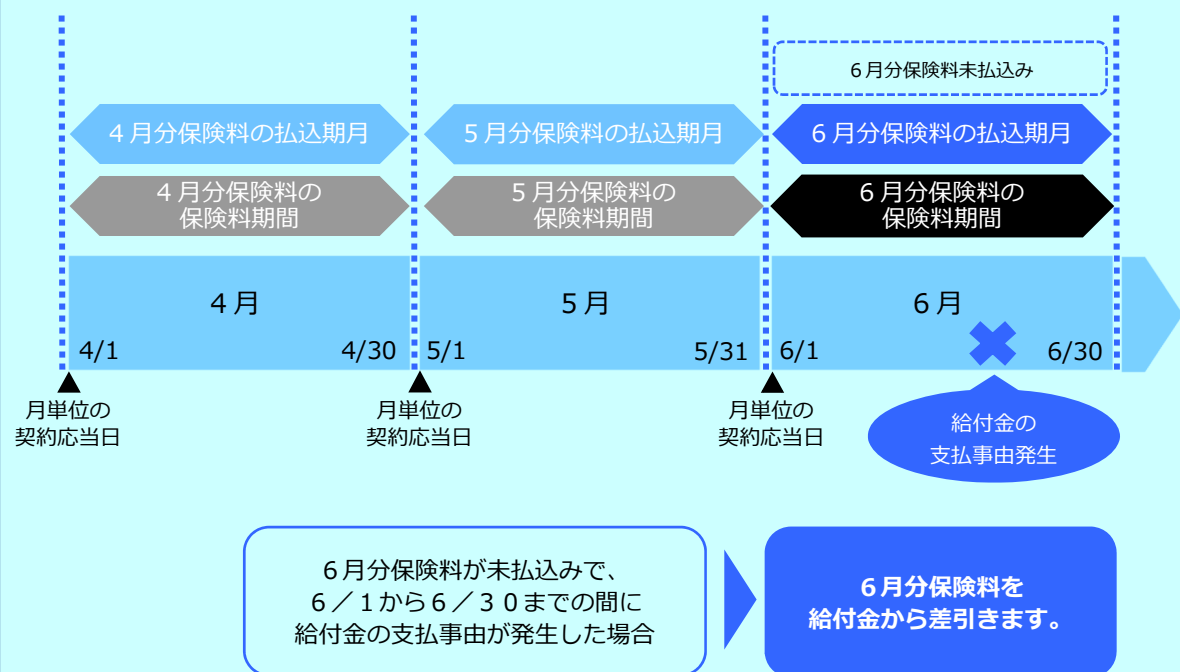 ６月分保険料未払込み
４月分保険料の払込期月
５月分保険料の払込期月
６月分保険料の払込期月
４月分保険料の
保険料期間
５月分保険料の
保険料期間
６月分保険料の
保険料期間
４月
５月
６月
4/1
4/30
5/1
5/31
6/1
6/30
月単位の
契約応当日
月単位の
契約応当日
月単位の
契約応当日
給付金の
支払事由発生
６月分保険料が未払込みで、
６／１から６／３０までの間に
給付金の支払事由が発生した場合
６月分保険料を
給付金から差引きます。